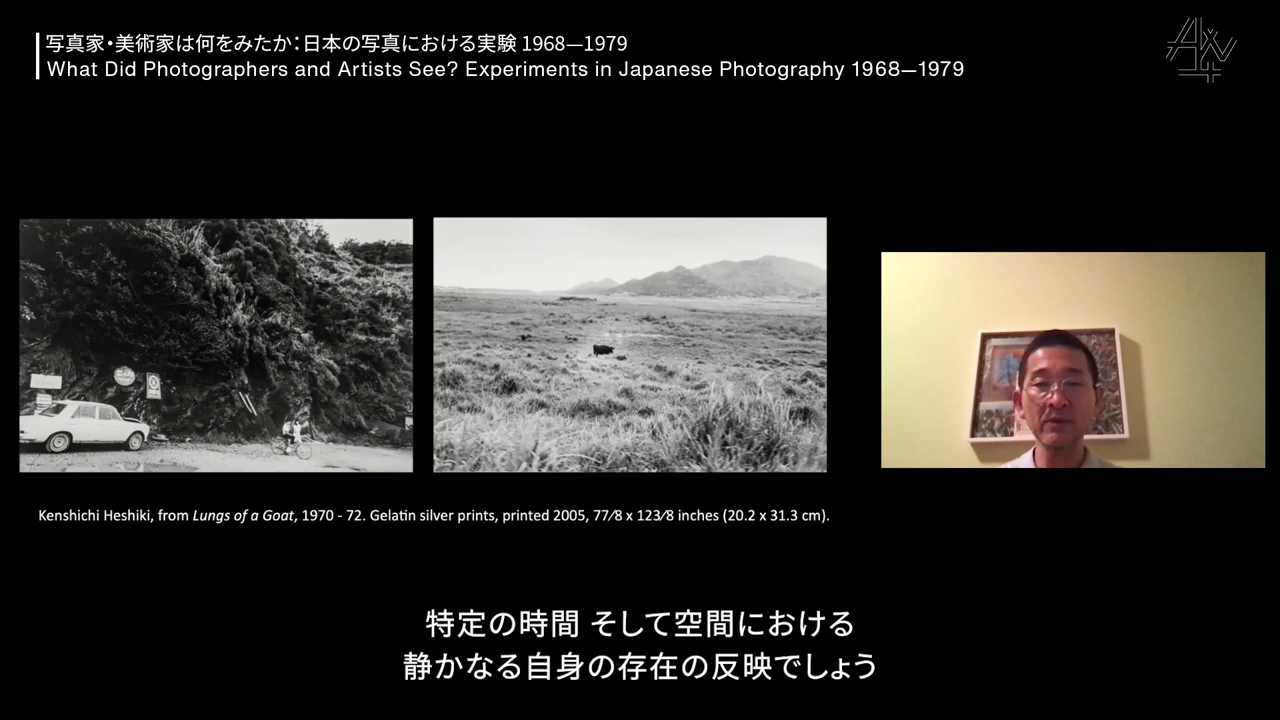 写真家・美術家は何をみたか：日本の写真における実験 1968—1979
What Did Photographers and Artists See? Experiments in Japanese Photography 1968—1979
Kenshichi Heshiki, from Lungs of a Goat, 1970 - 72. Gelatin silver prints, printed 2005, 77⁄8 x 123⁄8 inches (20.2 x 31.3 cm).
特定の時間 そして空間における
静かなる自身の存在の反映でしょう